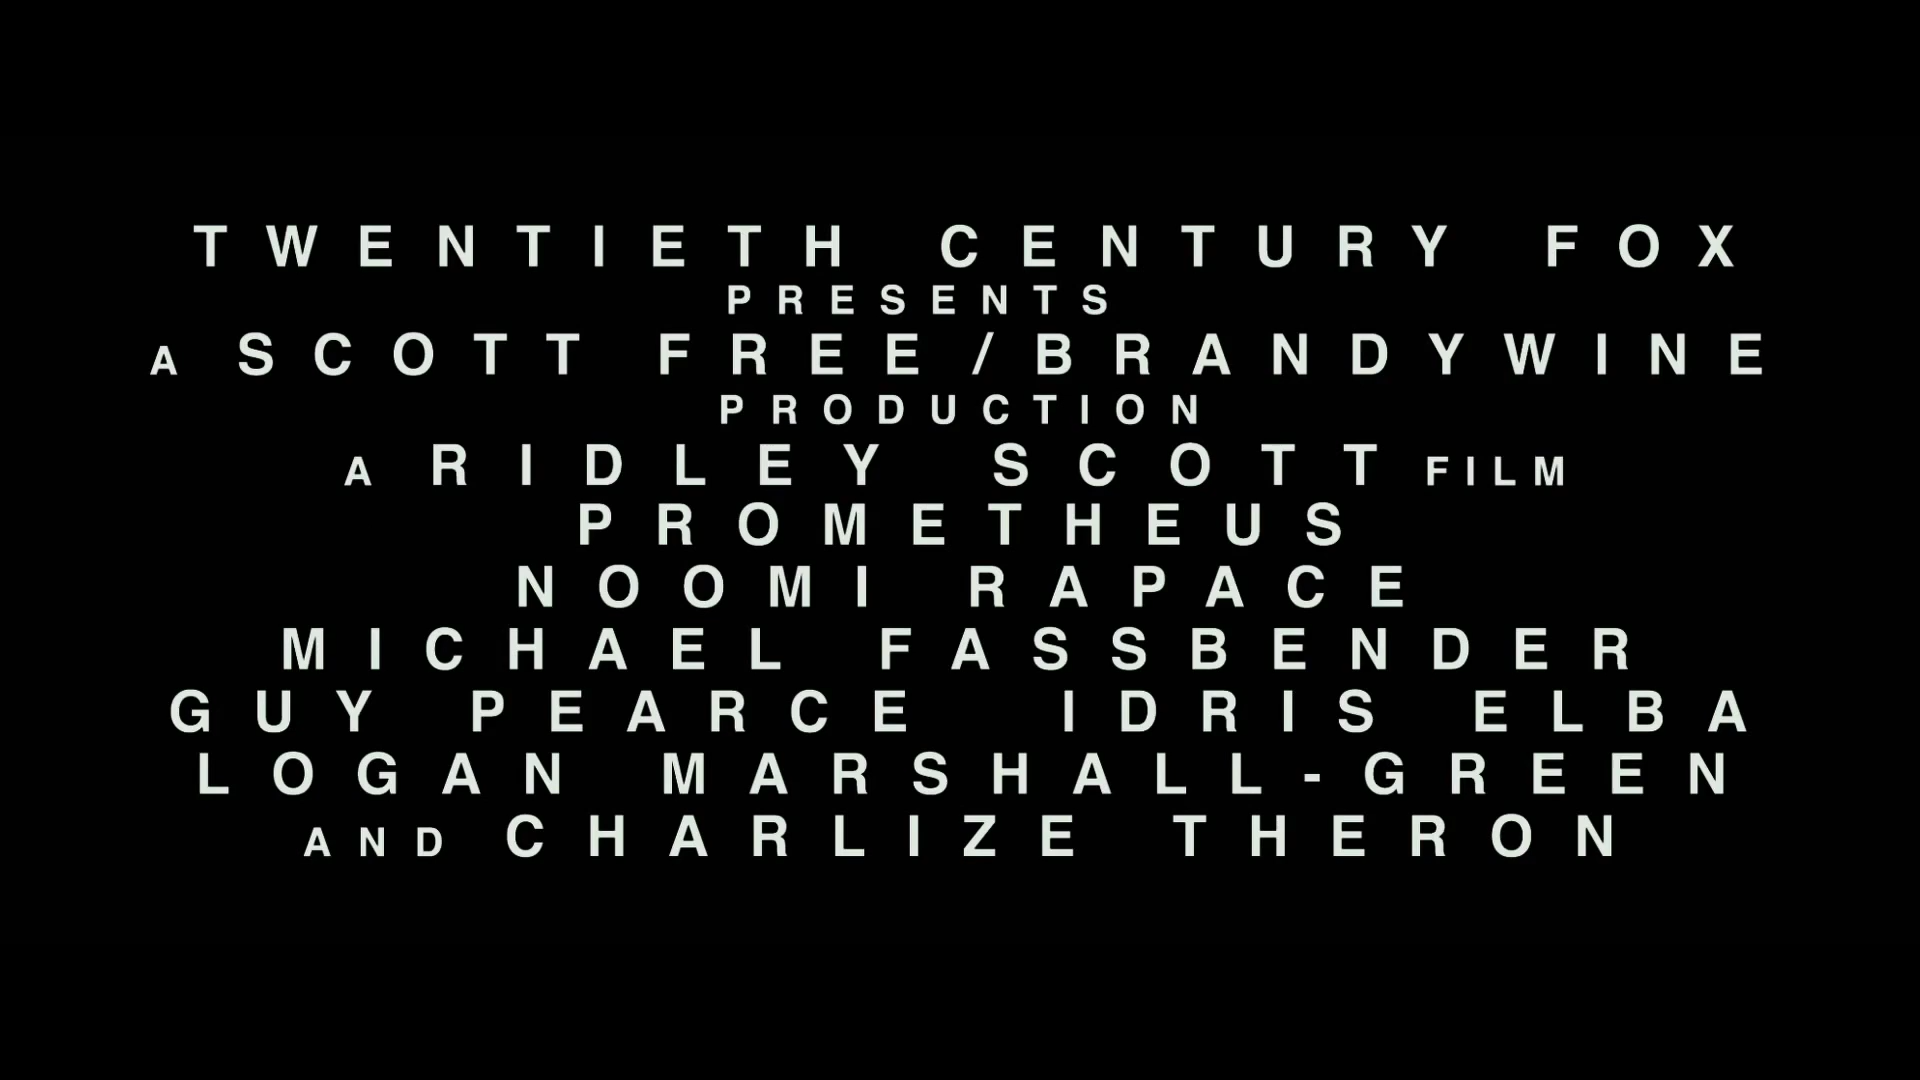 TWENTIETH CENTURY FOX
PRESENTS
A SCOTT FREE/BRANDYWINE
PRODUCTION
A RIDLEY SCOTT FILM
PROMETHEUS
NOOMI RAPACE
MICHAEL FASSBENDER
GUY PEARCE IDRIS ELBA
LOGAN MARSHALL-GREEN
AND CHARLIZE THERON